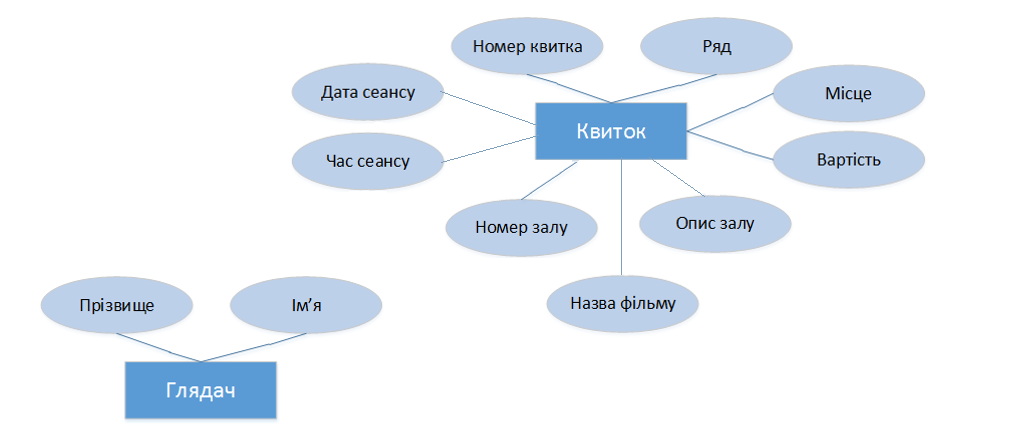 Номер квитка
Ряд
Дата сеансу
Місце
Квиток
Час сеансу
Вартість
Номер залу
Опис залу
Назва фільму
Прізвище
Ім’я
Глядач